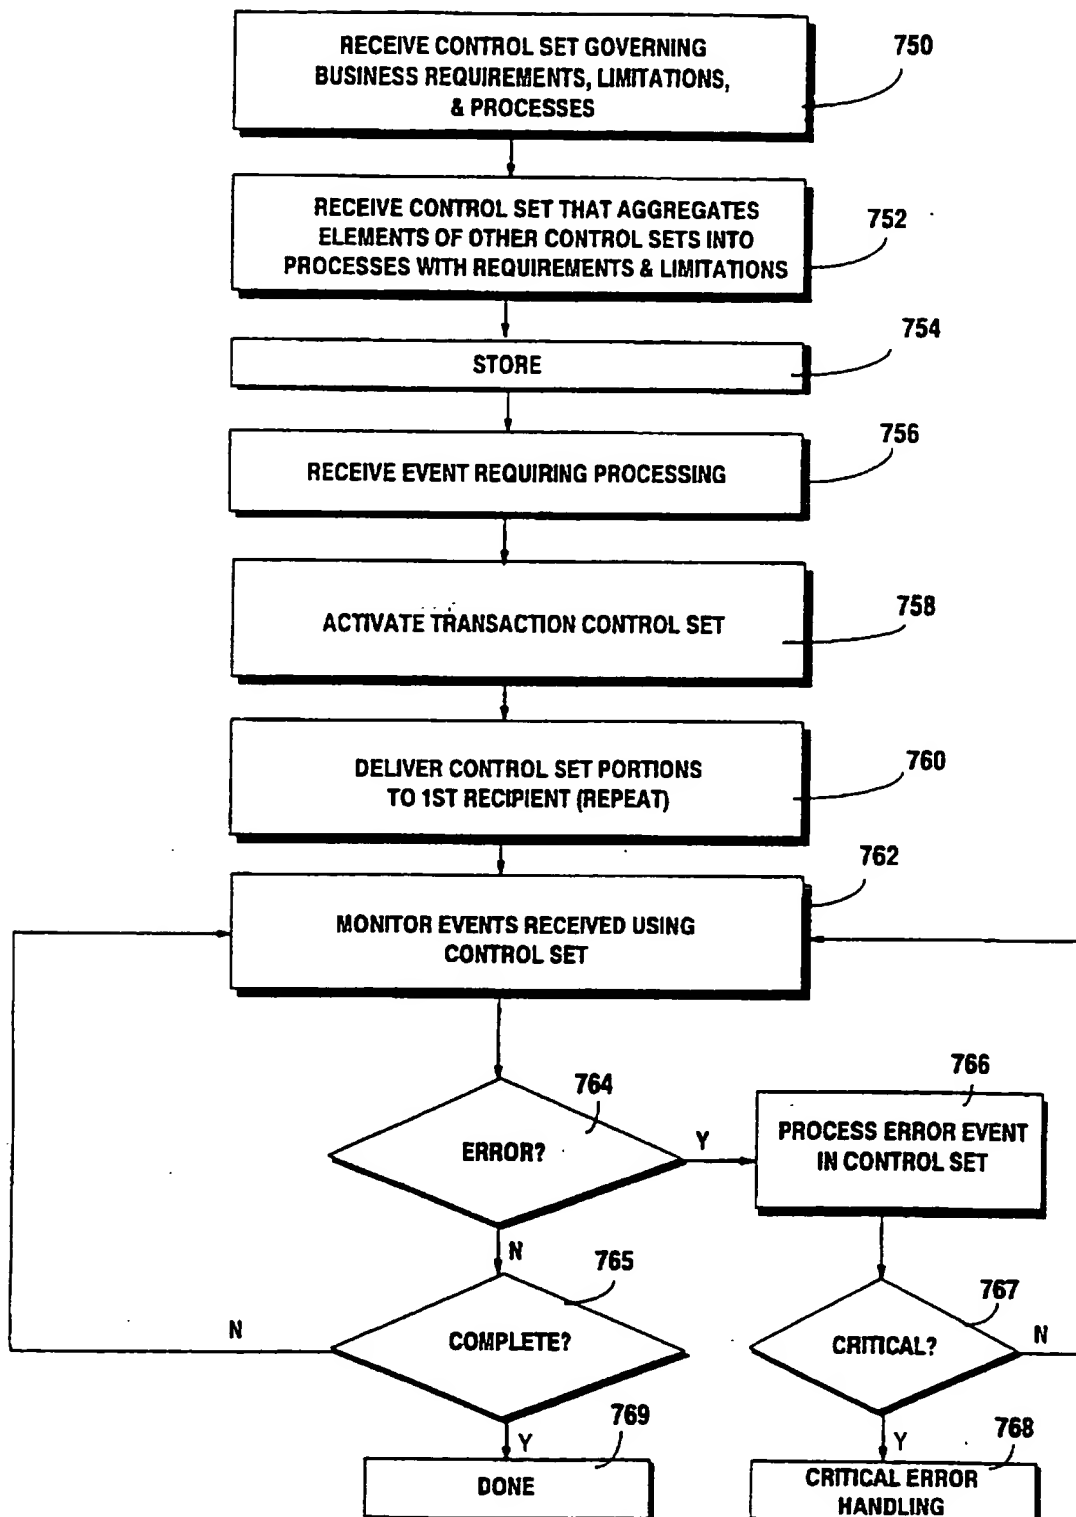 RECEIVE CONTROL SET GOVERNING
BUSINESS REQUIREMENTS, LIMITATIONS,
& PROCESSES
750
RECEIVE CONTROL SET THAT AGGREGATES
ELEMENTS OF OTHER CONTROL SETS INTO
PROCESSES WITH REQUIREMENTS & LIMITATIONS
752
STORE
754
RECEIVE EVENT REQUIRING PROCESSING
756
ACTIVATE TRANSACTION CONTROL SET
758
DELIVER CONTROL SET PORTIONS
TO 1ST RECIPIENT (REPEAT)
760
MONITOR EVENTS RECEIVED USING
CONTROL SET
762
ERROR?
764
Y
PROCESS ERROR EVENT
IN CONTROL SET
766
N
COMPLETE?
765
N
CRITICAL?
767
N
Y
DONE
769
Y
CRITICAL ERROR
HANDLING
768